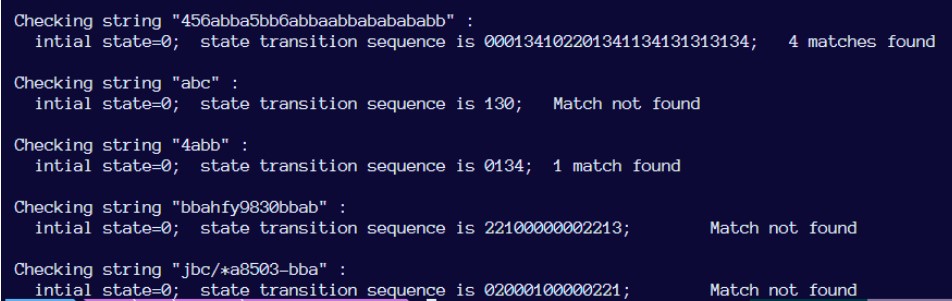 Checking string "456abba5bb6abbaabbababababb" :
intial state=0;  state transition sequence is 000134102201341134131313134;   4 matches found
Checking string "abc" :
intial state=0;  state transition sequence is 130;   Match not found
Checking string "4abb" :
intial state=0;  state transition sequence is 0134;  1 match found
Checking string "bbahfy9830bbab" :
intial state=0;  state transition sequence is 22100000002213;        Match not found
Checking string "jbc/*a8503-bba" :
intial state=0;  state transition sequence is 02000100000221;        Match not found